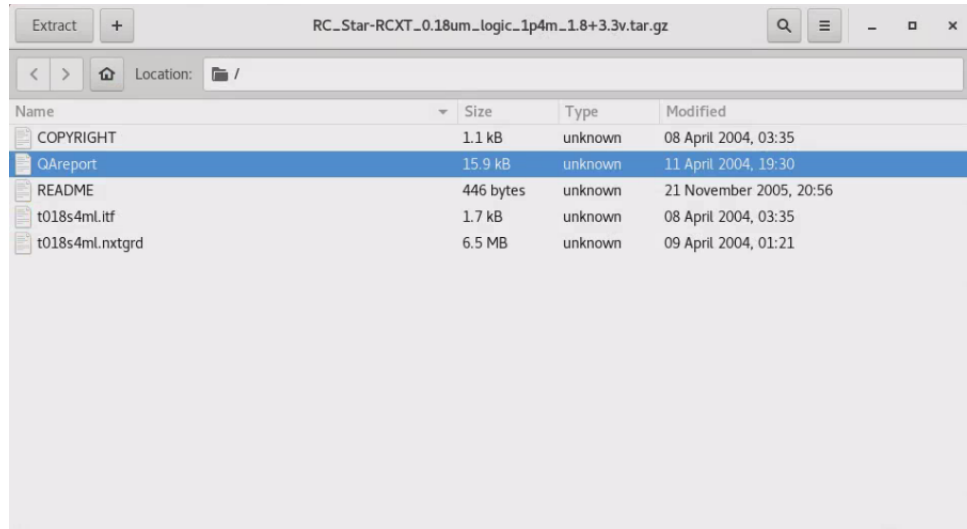 Extract + RC_Star-RCXT_0.18um_logic_1p4m_1.8+3.3v.tar.gz
Location: /
Name Size Type Modified
COPYRIGHT 1.1 kB unknown 08 April 2004, 03:35
QAreport 15.9 kB unknown 11 April 2004, 19:30
README 446 bytes unknown 21 November 2005, 20:56
t018s4ml.itf 1.7 kB unknown 08 April 2004, 03:35
t018s4ml.nxtgrd 6.5 MB unknown 09 April 2004, 01:21